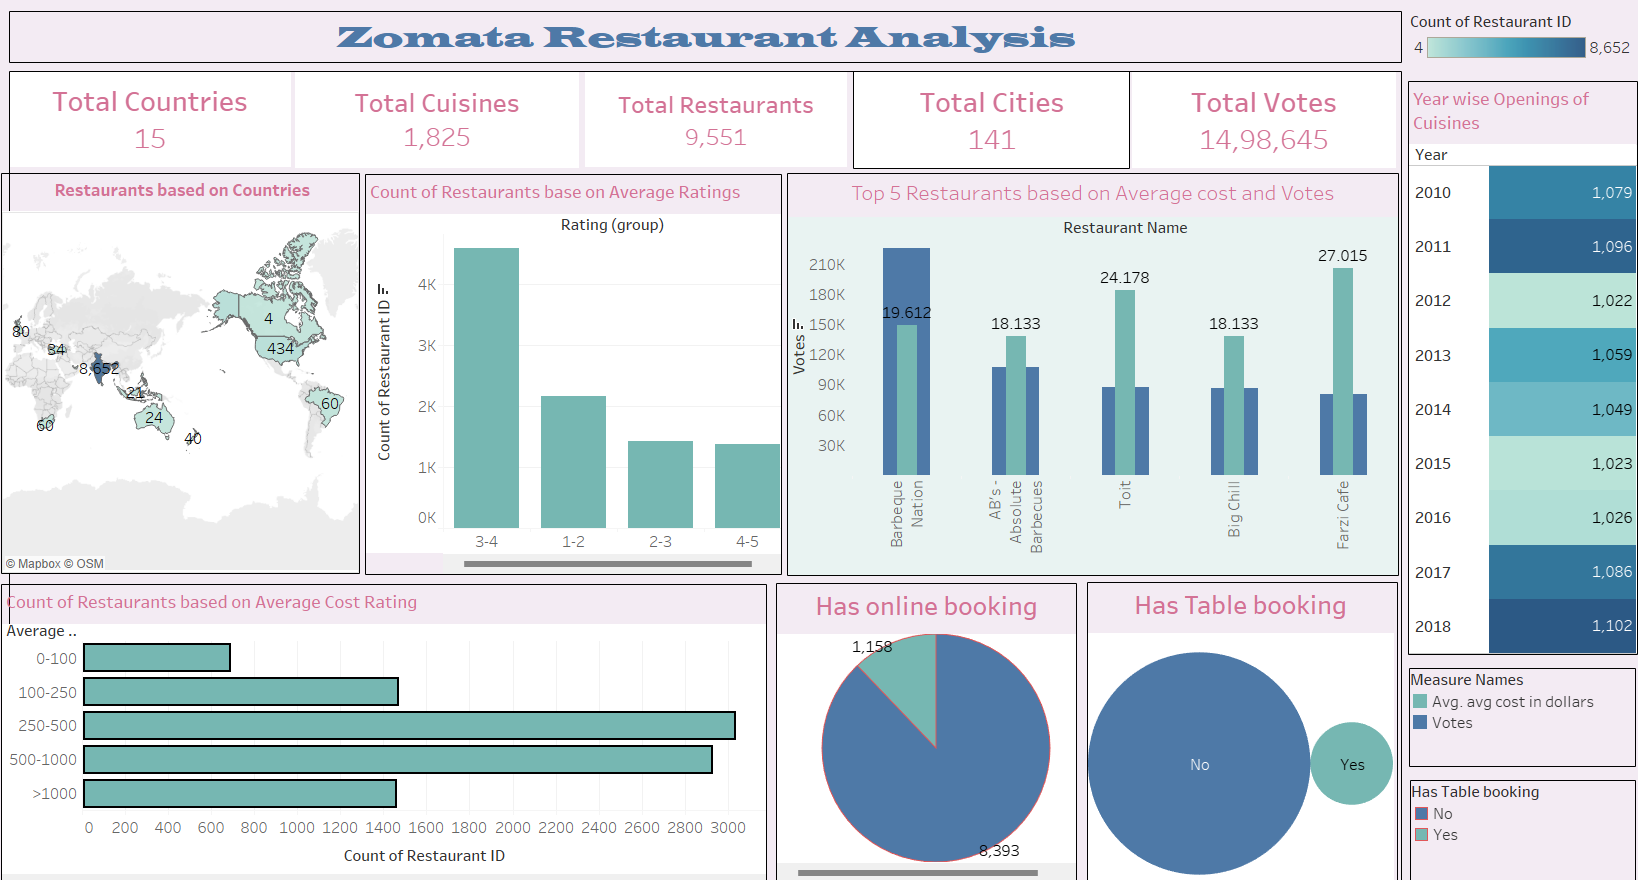 Zomata Restaurant Analysis
Count of Restaurant ID
4 8,652
Total Countries
15
Total Cuisines
1,825
Total Restaurants
9,551
Total Cities
141
Total Votes
14,98,645
Restaurants based on Countries
4
80
34
434
8,652
21
60
24
60
40
© Mapbox © OSM
Count of Restaurants base on Average Ratings
Rating (group)
Count of Restaurant ID
4K
3K
2K
1K
0K
3-4 1-2 2-3 4-5
Top 5 Restaurants based on Average cost and Votes
Restaurant Name
Votes
210K
180K
150K
120K
90K
60K
30K
19.612
18.133
24.178
18.133
27.015
Barbeque
Nation
AB's -
Absolute
Barbecues
Toit
Big Chill
Farzi Cafe
Year wise Openings of
Cuisines
Year
2010 1,079
2011 1,096
2012 1,022
2013 1,059
2014 1,049
2015 1,023
2016 1,026
2017 1,086
2018 1,102
Count of Restaurants based on Average Cost Rating
Average ..
0-100
100-250
250-500
500-1000
>1000
0 200 400 600 800 1000 1200 1400 1600 1800 2000 2200 2400 2600 2800 3000
Count of Restaurant ID
Has online booking
1,158
8,393
Has Table booking
No
Yes
Measure Names
Avg. avg cost in dollars
Votes
Has Table booking
No
Yes